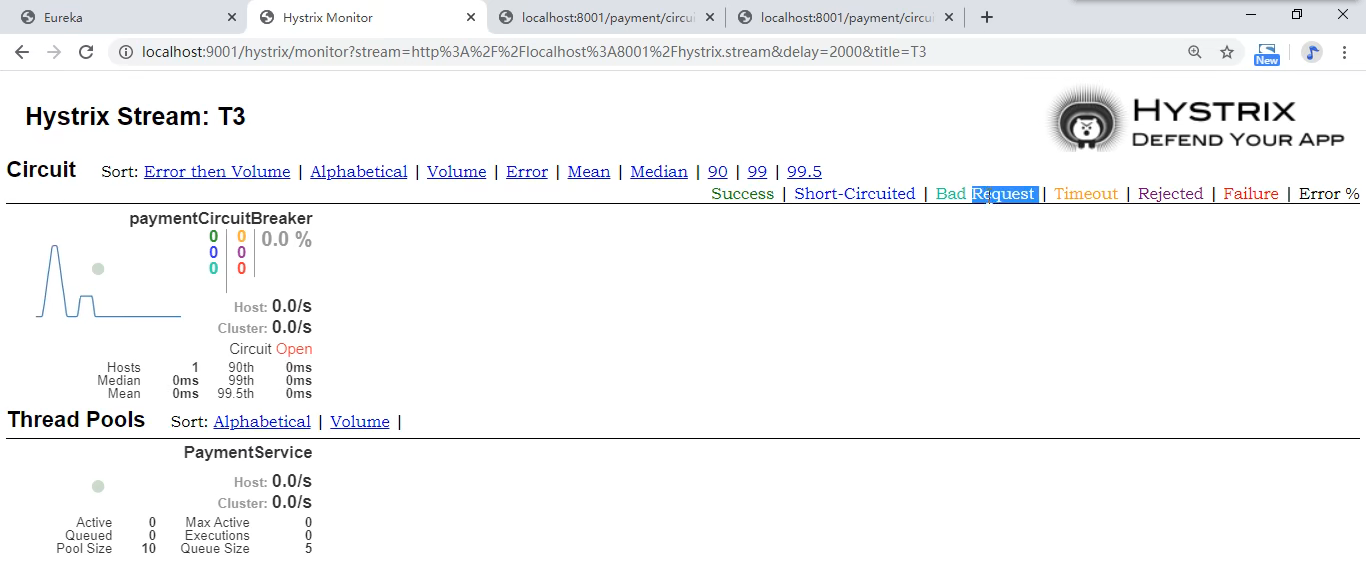 Eureka
Hystrix Monitor
localhost:8001/payment/circui
localhost:8001/payment/circui
localhost:9001/hystrix/monitor?stream=http%3A%2F%2Flocalhost%3A8001%2Fhystrix.stream&delay=2000&title=T3
New
Hystrix Stream: T3
HYSTRIX
DEFEND YOUR APP
Circuit Sort: Error then Volume | Alphabetical | Volume | Error | Mean | Median | 90 | 99 | 99.5
Success | Short-Circuited | Bad Request | Timeout | Rejected | Failure | Error %
paymentCircuitBreaker
0 0 0.0 %
0 0
0 0
Host: 0.0/s
Cluster: 0.0/s
Circuit Open
Hosts 1 90th 0ms
Median 0ms 99th 0ms
Mean 0ms 99.5th 0ms
Thread Pools Sort: Alphabetical | Volume |
PaymentService
Host: 0.0/s
Cluster: 0.0/s
Active 0 Max Active 0
Queued 0 Executions 0
Pool Size 10 Queue Size 5